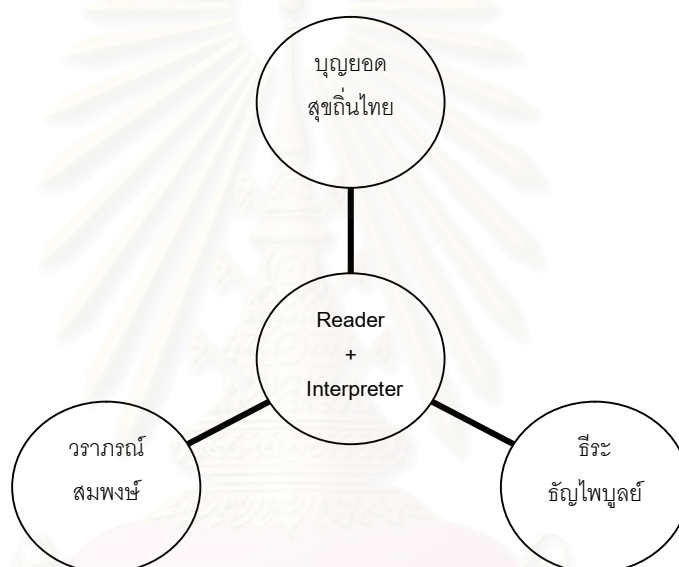 บุญยอด
สุขถิ่นไทย
Reader
+
Interpreter
วราภรณ์
สมพงษ์
ธีระ
ธัญไพบูลย์